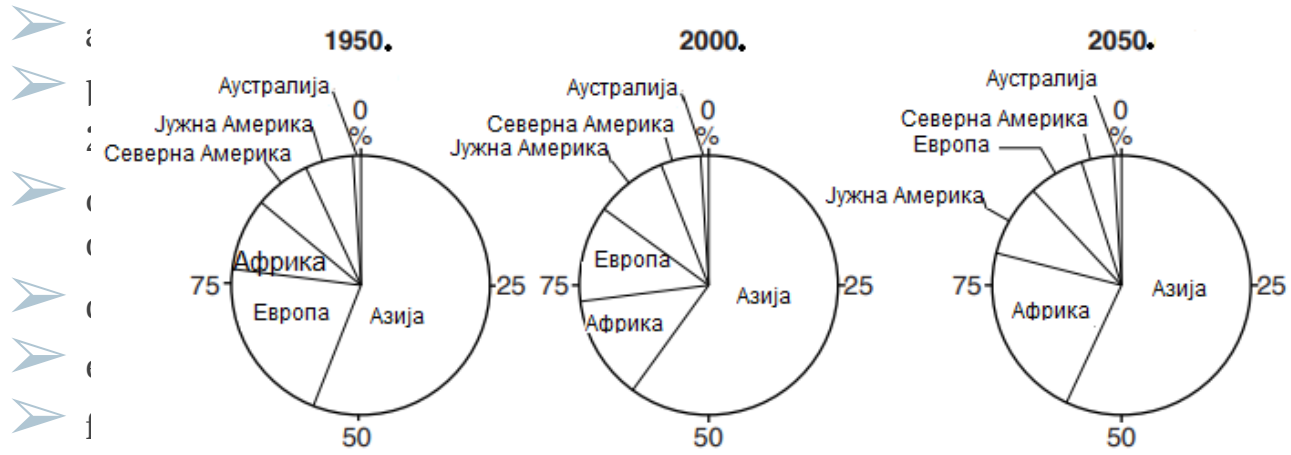 1950.
2000.
2050.
Аустралија
Јужна Америка
Северна Америка
0
%
Африка
Европа
Азија
75
25
50
Аустралија
Северна Америка
Јужна Америка
0
%
Европа
Африка
Азија
75
25
50
Аустралија
Северна Америка
Европа
Јужна Америка
0
%
Африка
Азија
75
25
50